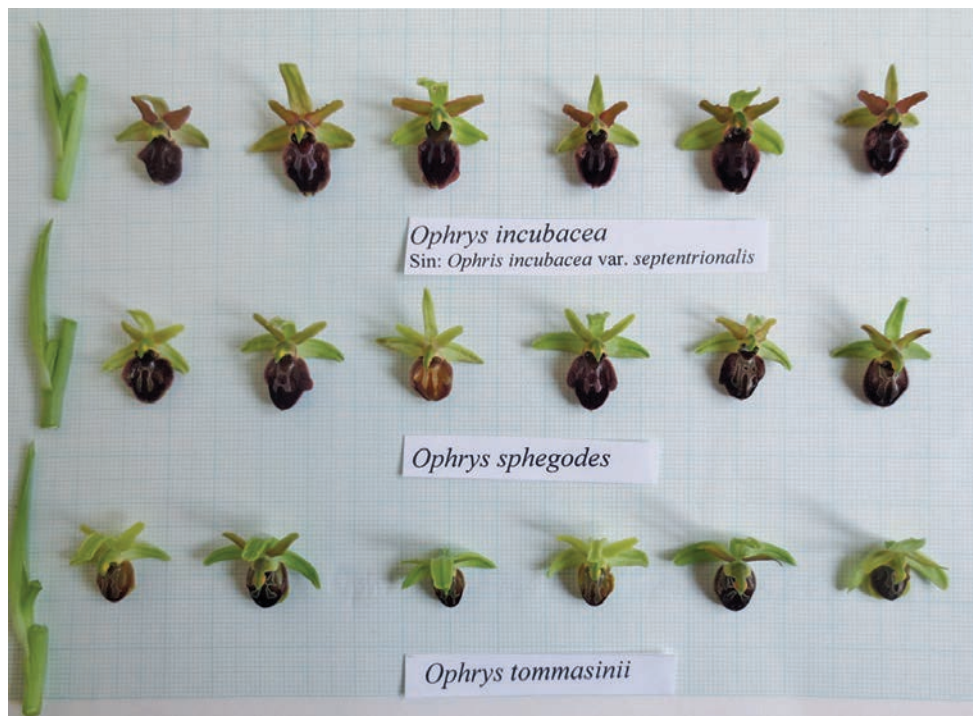 Ophrys incubacea
Sin: Ophris incubacea var. septentrionalis
Ophrys sphegodes
Ophrys tommasinii